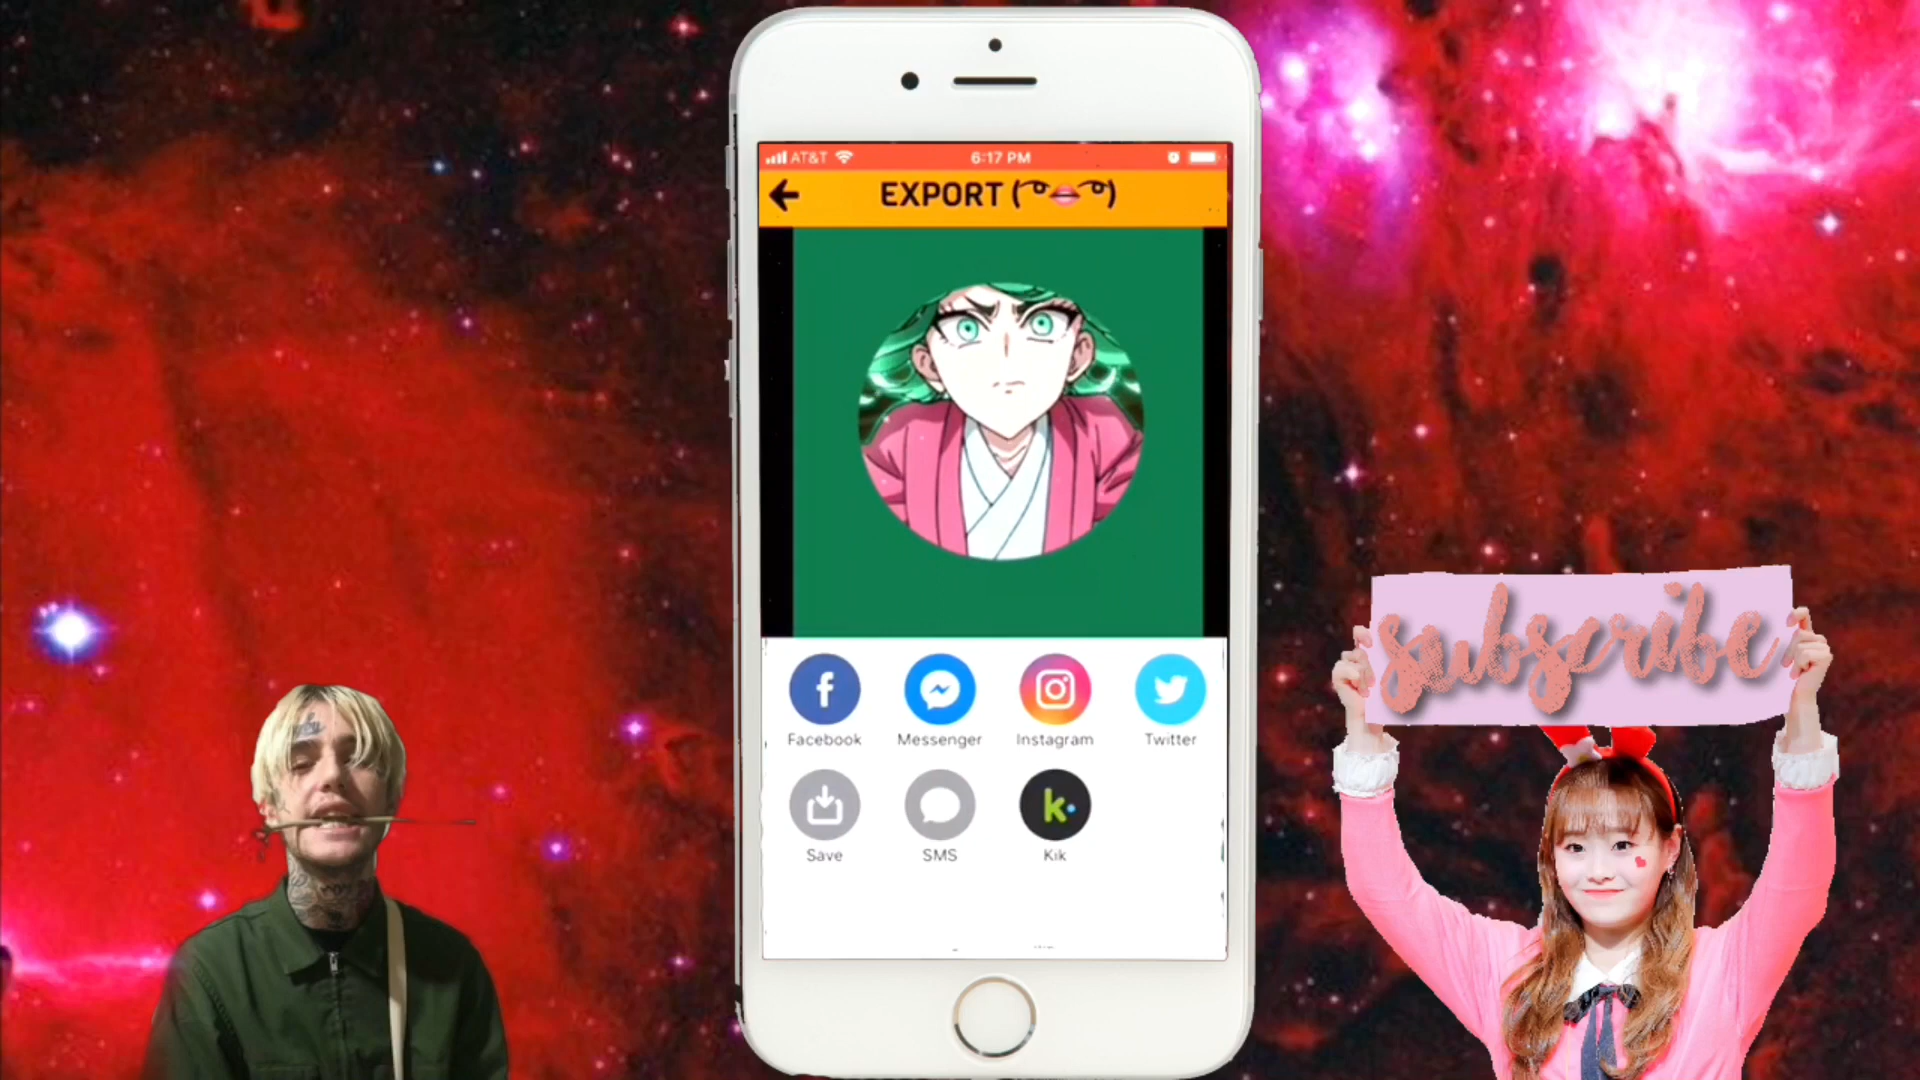 AT&T 6:17 PM
EXPORT ( ͡° 👄 ͡°)
Facebook Messenger Instagram Twitter
Save SMS Kik
subscribe